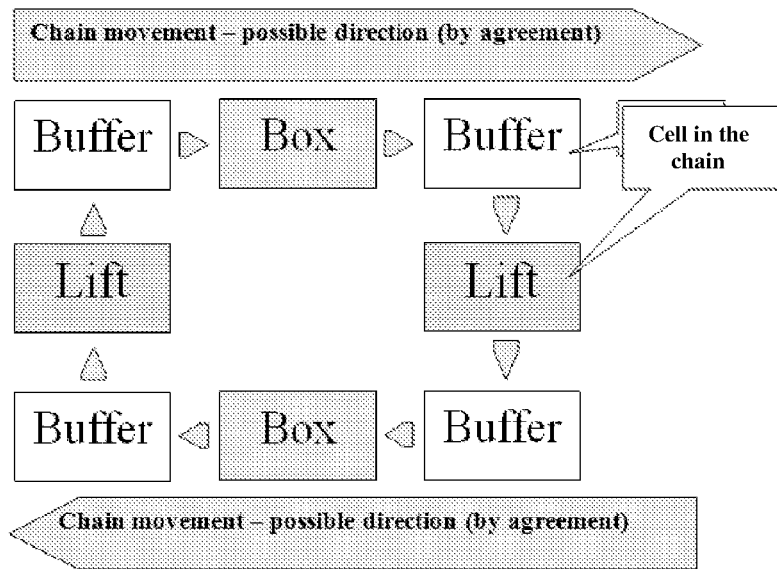 Chain movement – possible direction (by agreement)
Buffer Box Buffer
Cell in the
chain
Lift Lift
Buffer Box Buffer
Chain movement – possible direction (by agreement)